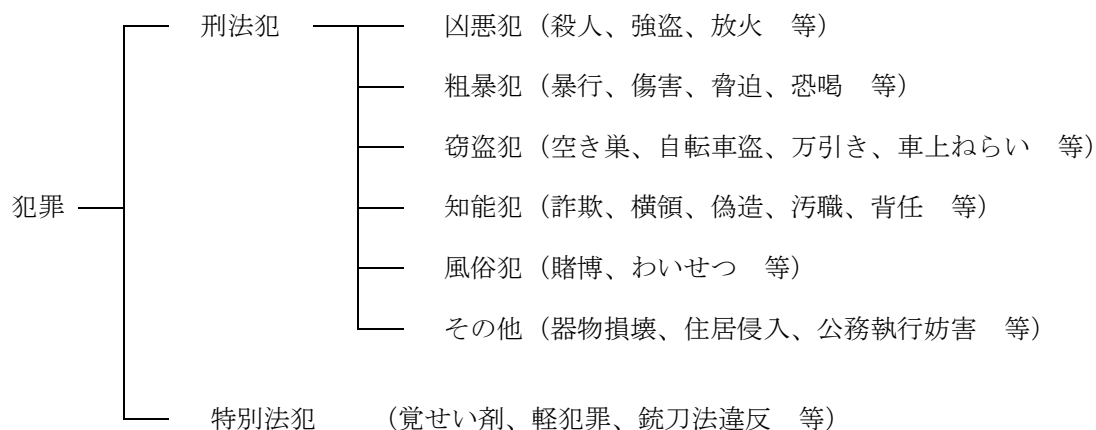 刑法犯 凶悪犯（殺人、強盗、放火　等）
粗暴犯（暴行、傷害、脅迫、恐喝　等）
窃盗犯（空き巣、自転車盗、万引き、車上ねらい　等）
犯罪 知能犯（詐欺、横領、偽造、汚職、背任　等）
風俗犯（賭博、わいせつ　等）
その他（器物損壊、住居侵入、公務執行妨害　等）
特別法犯 （覚せい剤、軽犯罪、銃刀法違反　等）